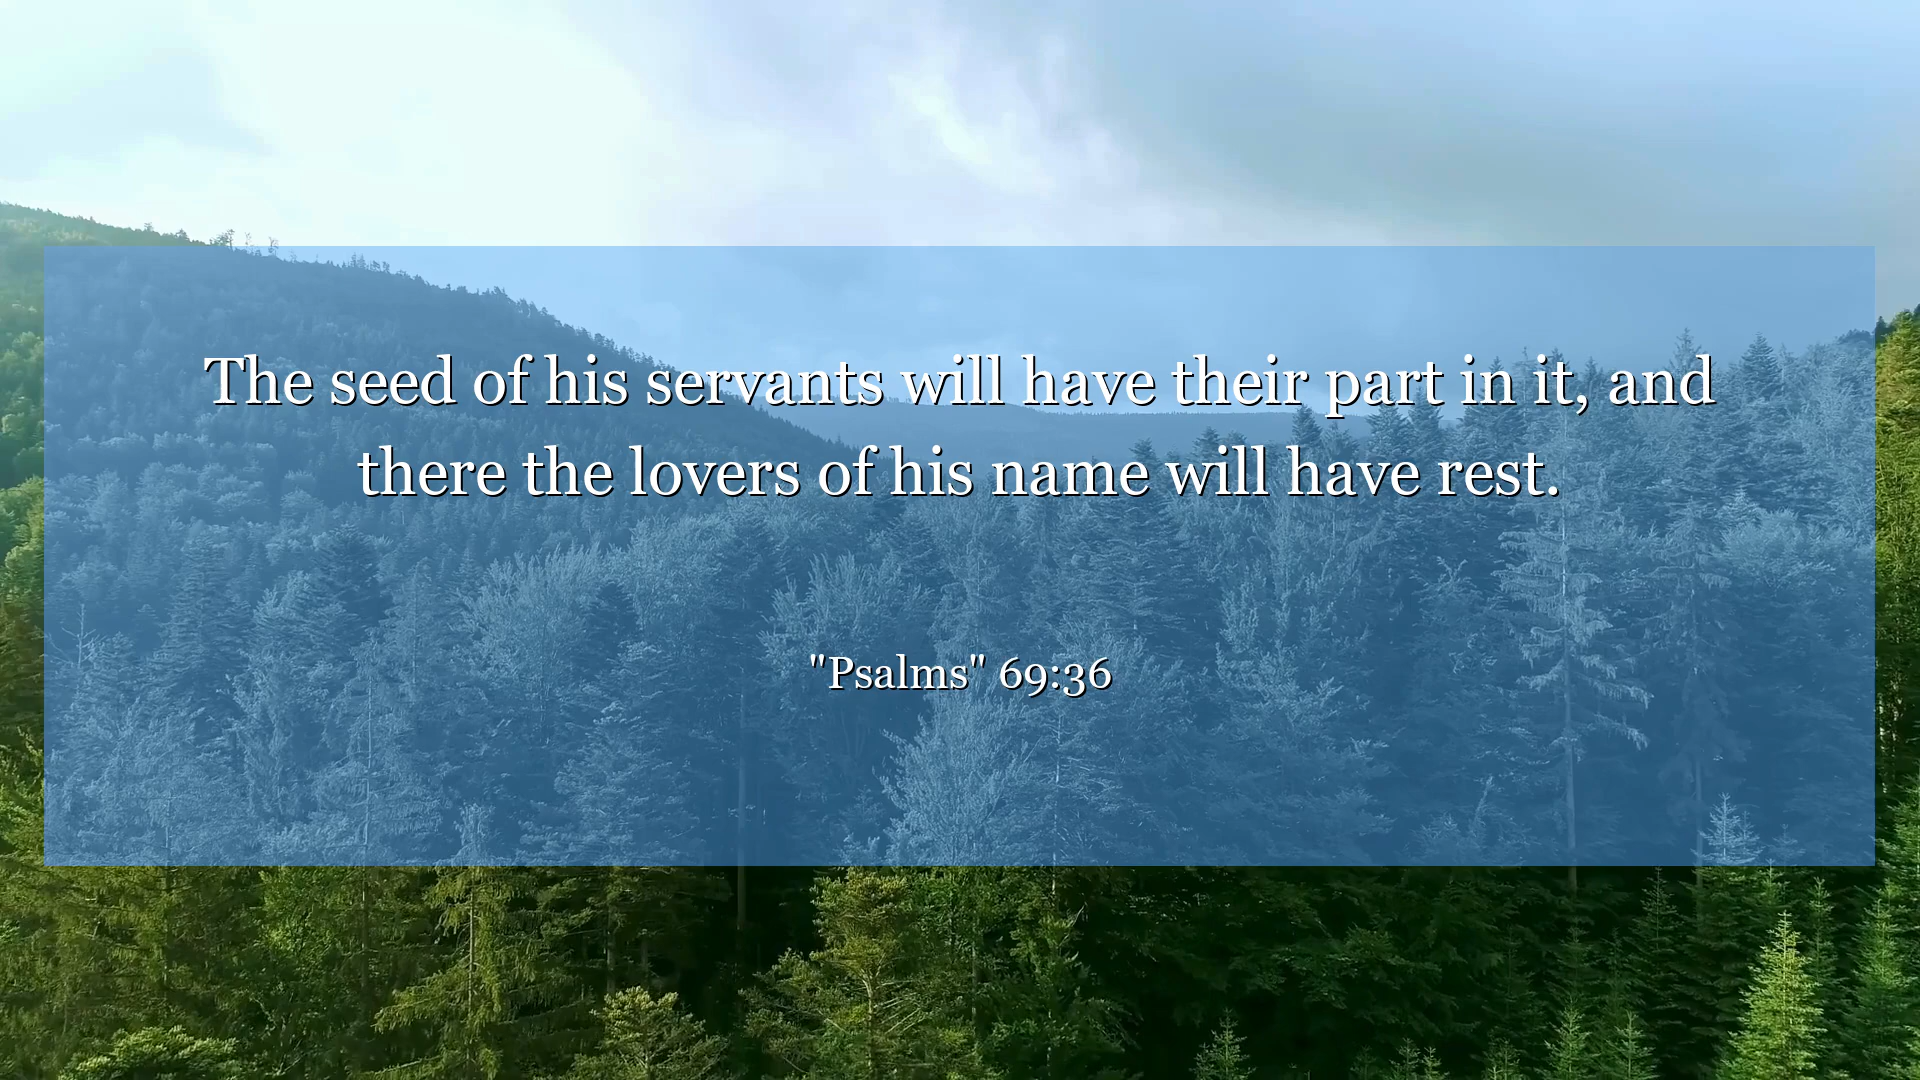 The seed of his servants will have their part in it, and
there the lovers of his name will have rest.
"Psalms" 69:36